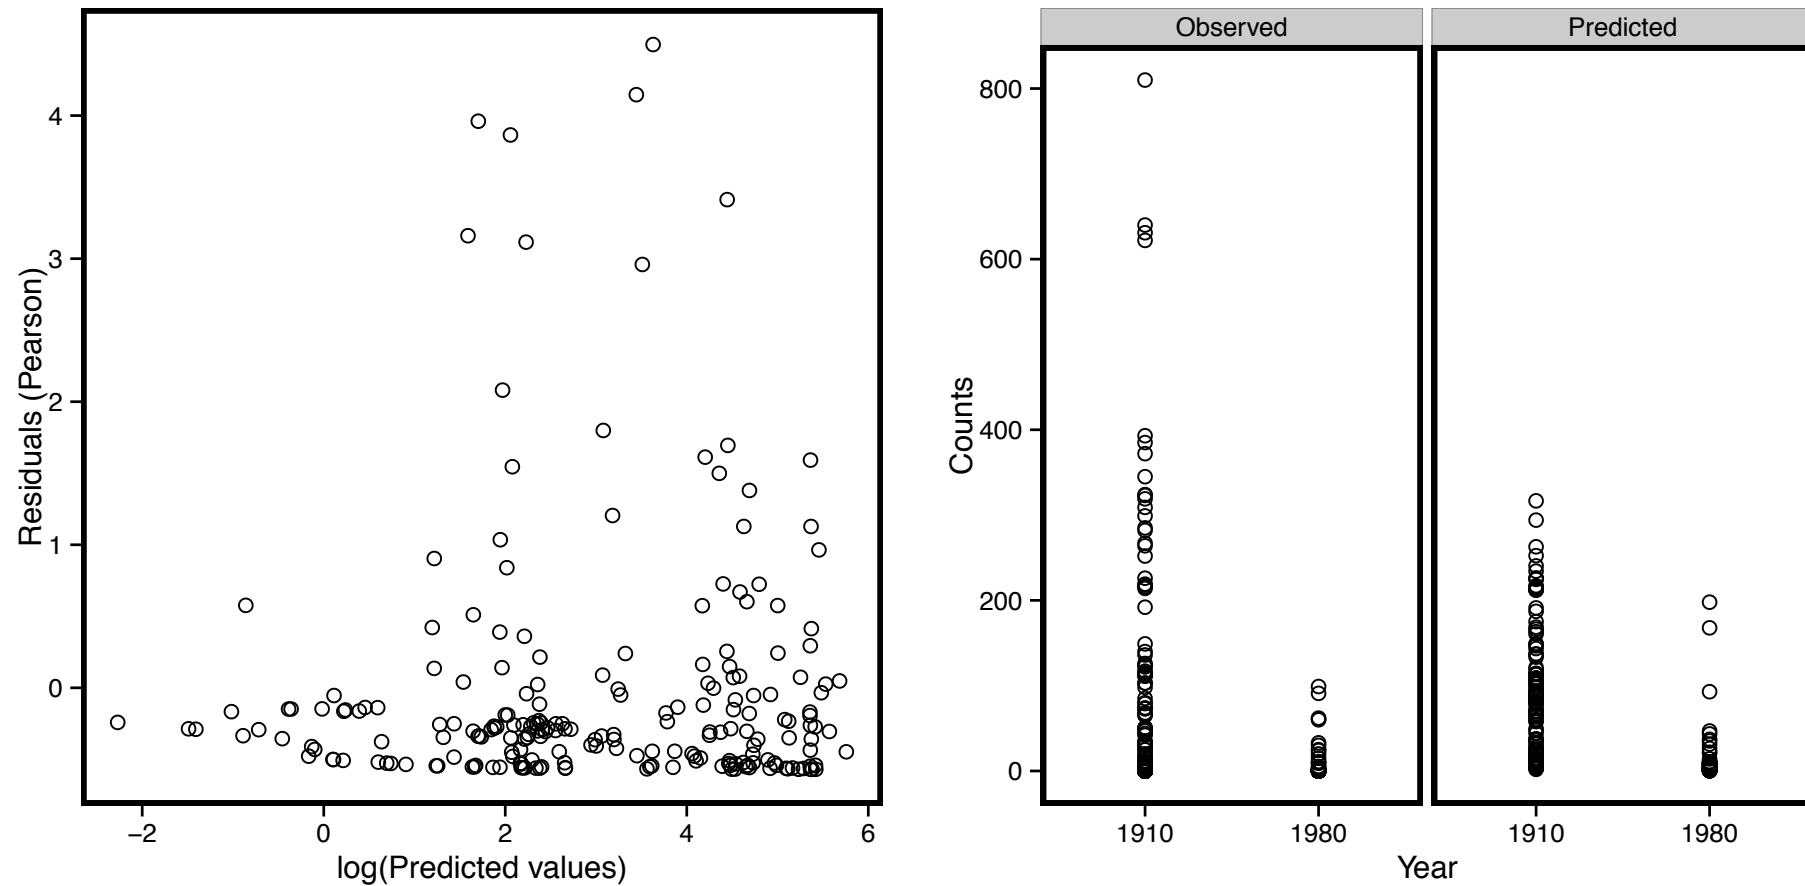 Residuals (Pearson)
4
3
2
1
0
−2 0 2 4 6
log(Predicted values)
Observed Predicted
Counts
800
600
400
200
0
1910 1980 1910 1980
Year